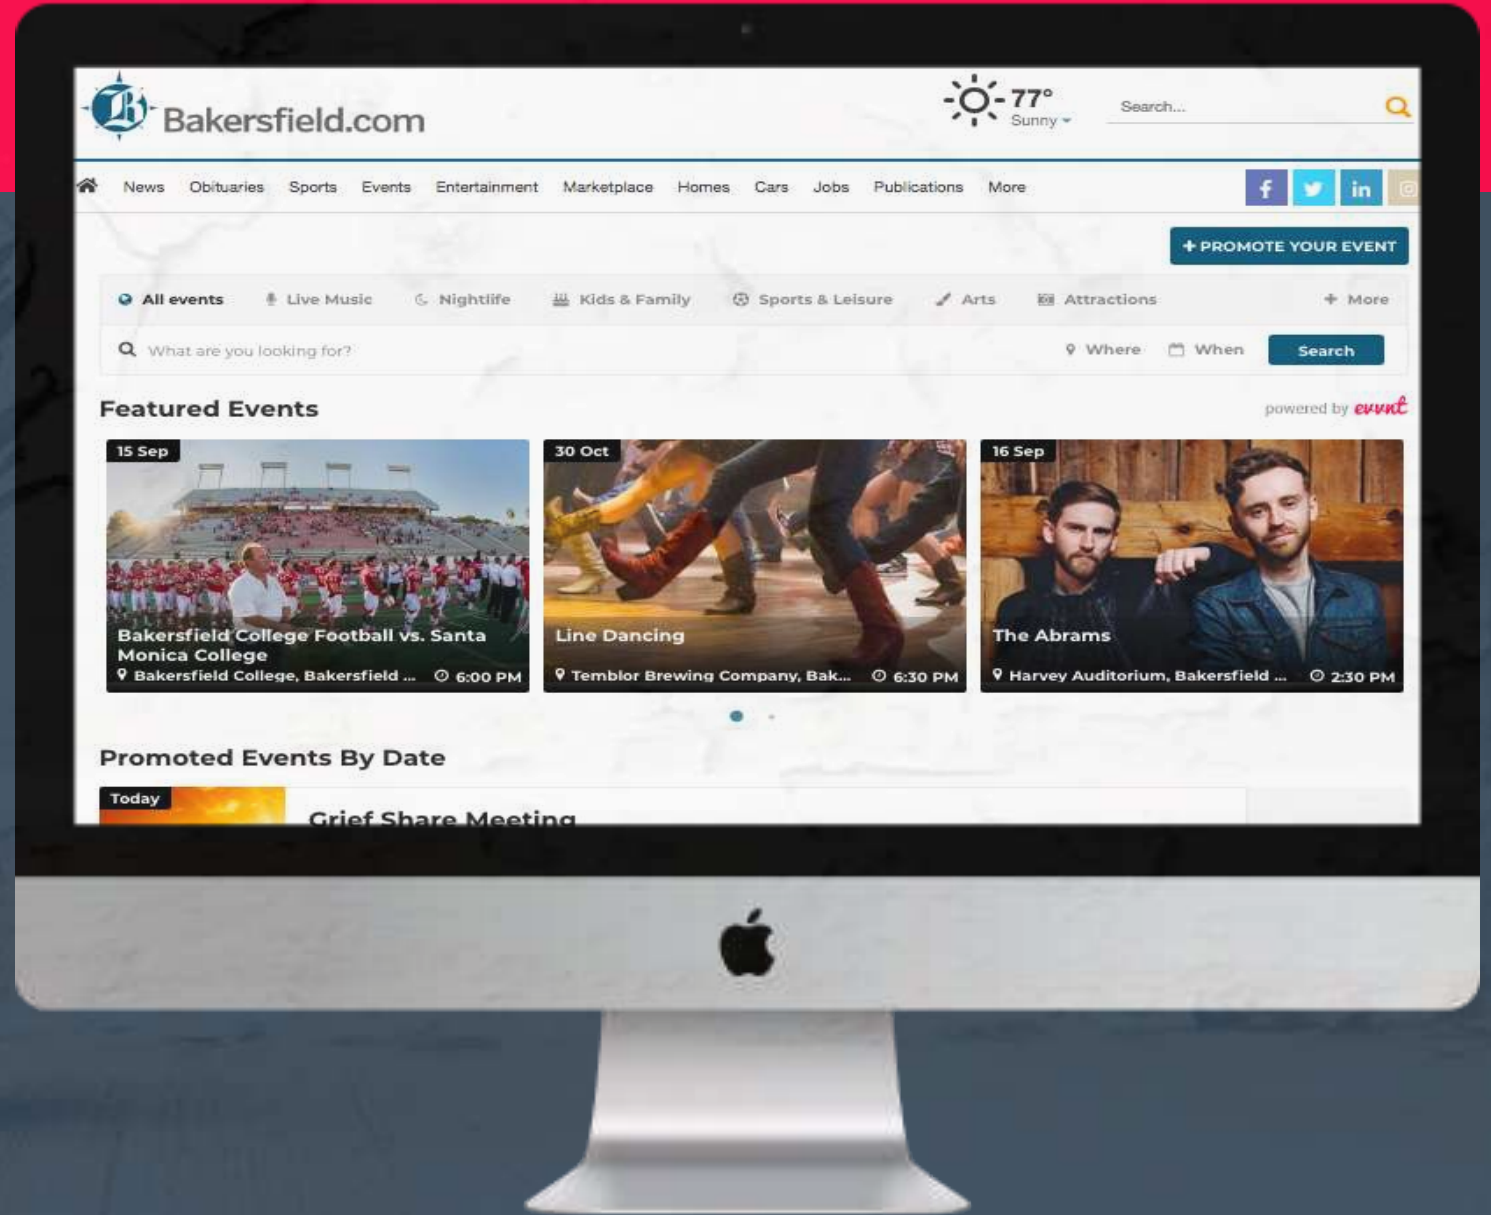 Bakersfield.com
77°
Sunny
Search...
News Obituaries Sports Events Entertainment Marketplace Homes Cars Jobs Publications More
f in
+ PROMOTE YOUR EVENT
All events Live Music Nightlife Kids & Family Sports & Leisure Arts Attractions + More
What are you looking for? Where When Search
Featured Events
powered by evvnt
15 Sep
Bakersfield College Football vs. Santa
Monica College
Bakersfield College, Bakersfield ... 6:00 PM
30 Oct
Line Dancing
Temblor Brewing Company, Bak... 6:30 PM
16 Sep
The Abrams
Harvey Auditorium, Bakersfield ... 2:30 PM
Promoted Events By Date
Today
Grief Share Meeting